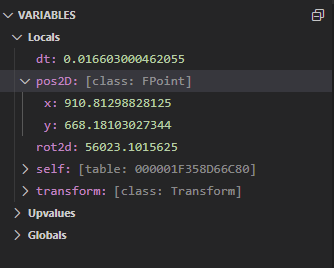 VARIABLES
Locals
dt: 0.016603000462055
pos2D: [class: FPoint]
x: 910.81298828125
y: 668.18103027344
rot2d: 56023.1015625
self: [table: 000001F358D66C80]
transform: [class: Transform]
Upvalues
Globals